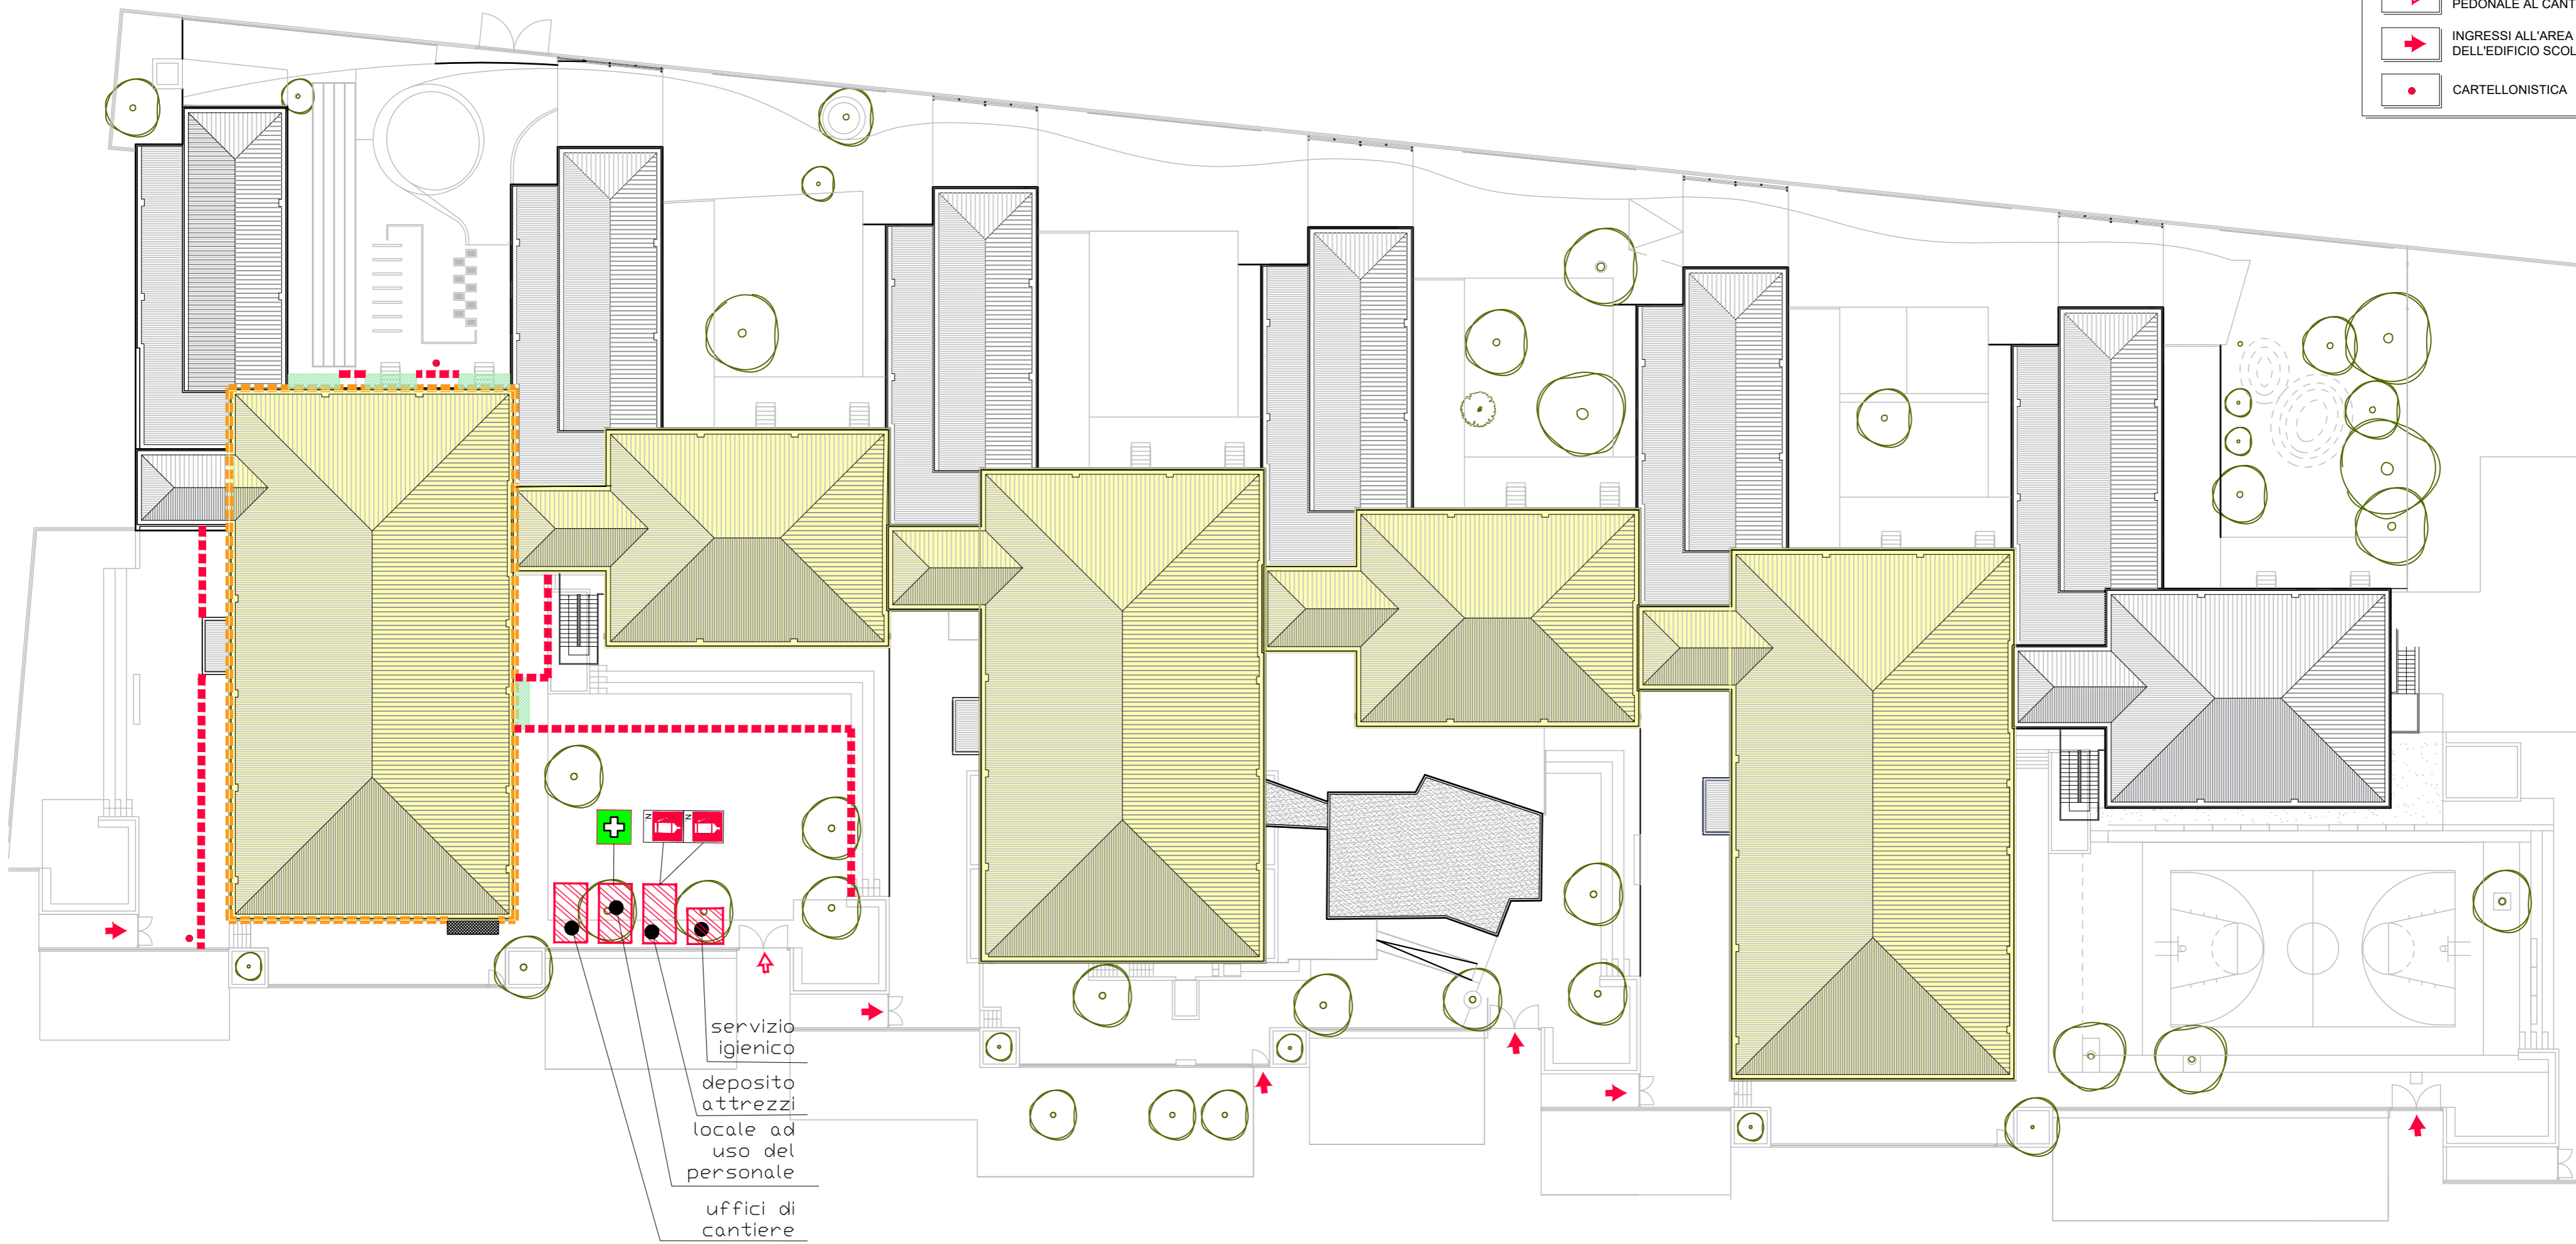 PEDONALE AL CANT
INGRESSI ALL'AREA
DELL'EDIFICIO SCOL
CARTELLONISTICA
N.
N.
servizio
igienico
deposito
attrezzi
locale ad
uso del
personale
uffici di
cantiere